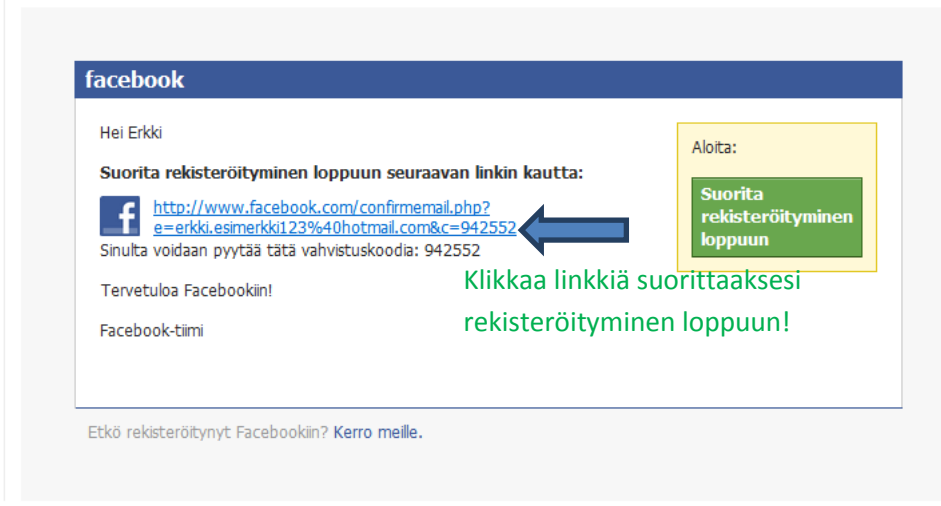 facebook
Hei Erkki
Suorita rekisteröityminen loppuun seuraavan linkin kautta:
http://www.facebook.com/confirmemail.php?
e=erkki.esimerkki123%40hotmail.com&c=942552
Sinulta voidaan pyytää tätä vahvistuskoodia: 942552
Tervetuloa Facebookiin!
Facebook-tiimi
Aloita:
Suorita
rekisteröityminen
loppuun
Klikkaa linkkiä suorittaaksesi
rekisteröityminen loppuun!
Etkö rekisteröitynyt Facebookiin? Kerro meille.